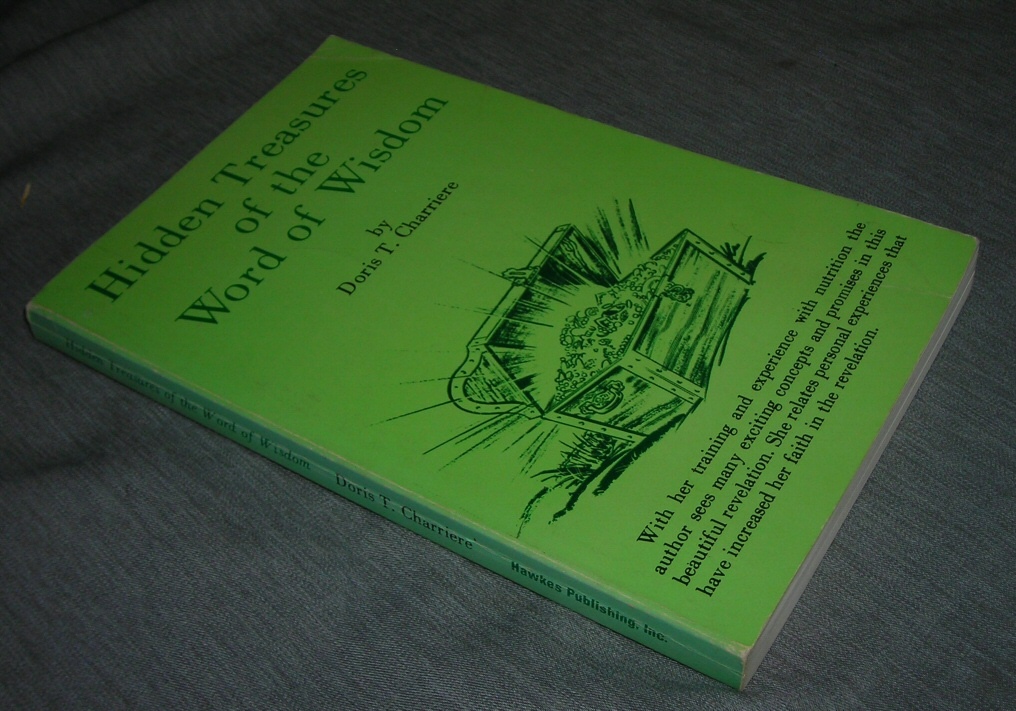 Hidden Treasures
of the
Word of Wisdom
by
Doris T. Charriere
With her training and experience with nutrition the
author sees many exciting concepts and promises in this
beautiful revelation. She relates personal experiences that
have increased her faith in the revelation.
Hidden Treasures of the Word of Wisdom Doris T. Charriere Hawkes Publishing, Inc.